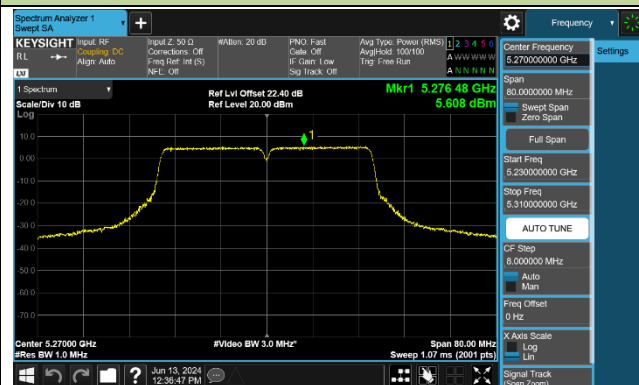 Spectrum Analyzer 1
Swept SA
+
Frequency
KEYSIGHT
RL
LXI
Input: RF
Coupling: DC
Align: Auto
Input Z: 50 Ω
Corrections: Off
Freq Ref: Int (S)
NFE: Off
#Atten: 20 dB
PNO: Fast
Gate: Off
IF Gain: Low
Sig Track: Off
Avg Type: Power (RMS)
Avg|Hold: 100/100
Trig: Free Run
1 2 3 4 5 6
A W W W W W
A N N N N N
1 Spectrum
Scale/Div 10 dB
Log
Ref Lvl Offset 22.40 dB
Ref Level 20.00 dBm
Mkr1 5.276 48 GHz
5.608 dBm
1
10.0
0.00
-10.0
-20.0
-30.0
-40.0
-50.0
-60.0
-70.0
Center 5.27000 GHz
#Res BW 1.0 MHz
#Video BW 3.0 MHz*
Span 80.00 MHz
Sweep 1.07 ms (2001 pts)
Jun 13, 2024
12:36:47 PM
Center Frequency
5.270000000 GHz
Settings
Span
80.0000000 MHz
Swept Span
Zero Span
Full Span
Start Freq
5.230000000 GHz
Stop Freq
5.310000000 GHz
AUTO TUNE
CF Step
8.000000 MHz
Auto
Man
Freq Offset
0 Hz
X Axis Scale
Log
Lin
Signal Track
(Span Zoom)